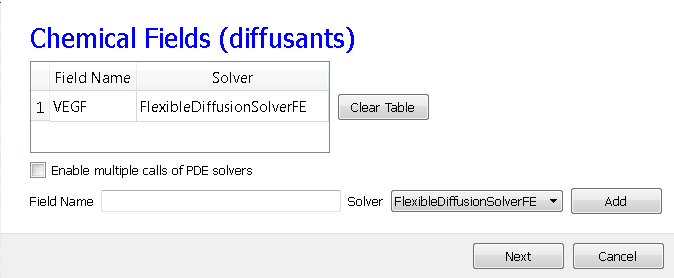 Chemical Fields (diffusants)
Field Name Solver
1 VEGF FlexibleDiffusionSolverFE
Clear Table
Enable multiple calls of PDE solvers
Field Name Solver FlexibleDiffusionSolverFE Add
Next Cancel